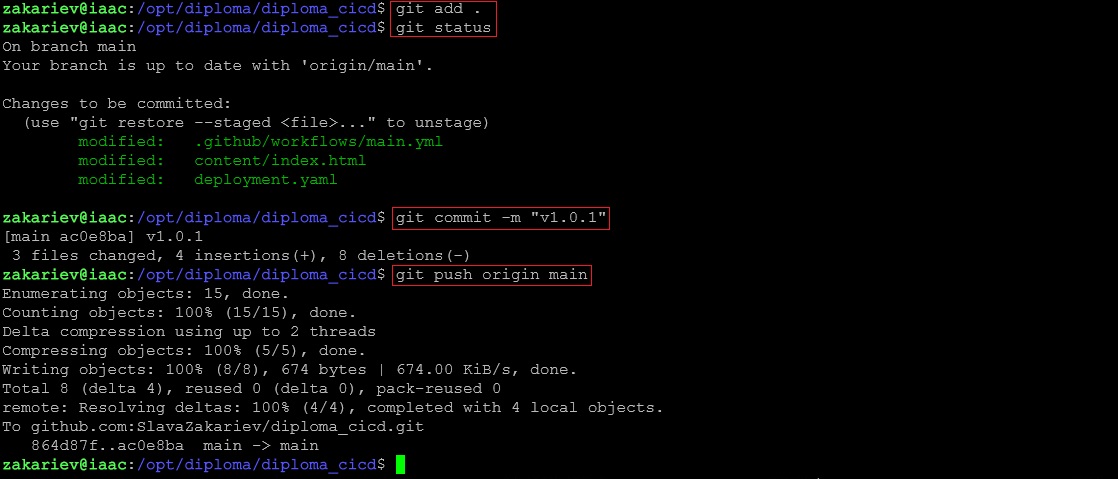 zakariev@iaac:/opt/diploma/diploma_cicd$ git add .
zakariev@iaac:/opt/diploma/diploma_cicd$ git status
On branch main
Your branch is up to date with 'origin/main'.
Changes to be committed:
  (use "git restore --staged <file>..." to unstage)
        modified:   .github/workflows/main.yml
        modified:   content/index.html
        modified:   deployment.yaml
zakariev@iaac:/opt/diploma/diploma_cicd$ git commit -m "v1.0.1"
[main ac0e8ba] v1.0.1
 3 files changed, 4 insertions(+), 8 deletions(-)
zakariev@iaac:/opt/diploma/diploma_cicd$ git push origin main
Enumerating objects: 15, done.
Counting objects: 100% (15/15), done.
Delta compression using up to 2 threads
Compressing objects: 100% (5/5), done.
Writing objects: 100% (8/8), 674 bytes | 674.00 KiB/s, done.
Total 8 (delta 4), reused 0 (delta 0), pack-reused 0
remote: Resolving deltas: 100% (4/4), completed with 4 local objects.
To github.com:SlavaZakariev/diploma_cicd.git
   864d87f..ac0e8ba  main -> main
zakariev@iaac:/opt/diploma/diploma_cicd$